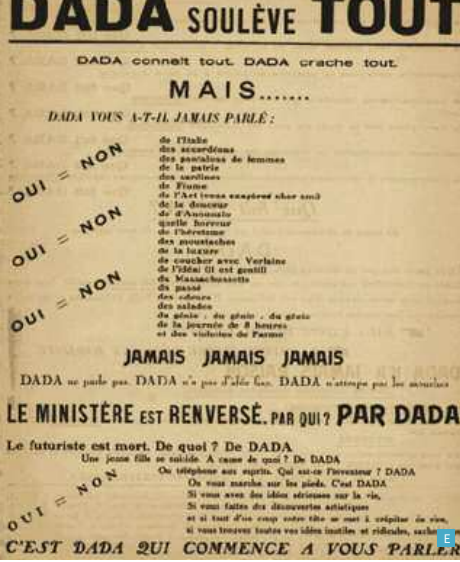 DADA SOULÈVE TOUT
DADA connaît tout. DADA crache tout.
MAIS.......
DADA VOUS A-T-IL JAMAIS PARLÉ :
de l'Italie
des accordéons
des pantalons de femmes
de la patrie
des sardines
de Fiume
de l'Art (vous exagérez cher ami)
de la douceur
de d'Annunzio
quelle horreur
de l'héroïsme
des moustaches
de la luxure
de coucher avec Verlaine
de l'idéal (il est gentil)
du Massachussetts
du passé
des odeurs
des salades
du génie . du génie . du génie
de la journée de 8 heures
et des violettes de Parme
OUI = NON
OUI = NON
OUI = NON
JAMAIS JAMAIS JAMAIS
DADA ne parle pas. DADA n'a pas d'idée fixe. DADA n'attrape pas les mouches
LE MINISTÈRE EST RENVERSÉ. PAR QUI? PAR DADA
Le futuriste est mort. De quoi ? De DADA
Une jeune fille se suicide. A cause de quoi ? De DADA
On téléphone aux esprits. Qui est-ce l'inventeur ? DADA
On vous marche sur les pieds. C'est DADA
Si vous avez des idées sérieuses sur la vie,
Si vous faites des découvertes artistiques
et si tout d'un coup votre tête se met à crépiter de rire,
si vous trouvez toutes vos idées inutiles et ridicules, sachez
OUI = NON
C'EST DADA QUI COMMENCE A VOUS PARLER
E